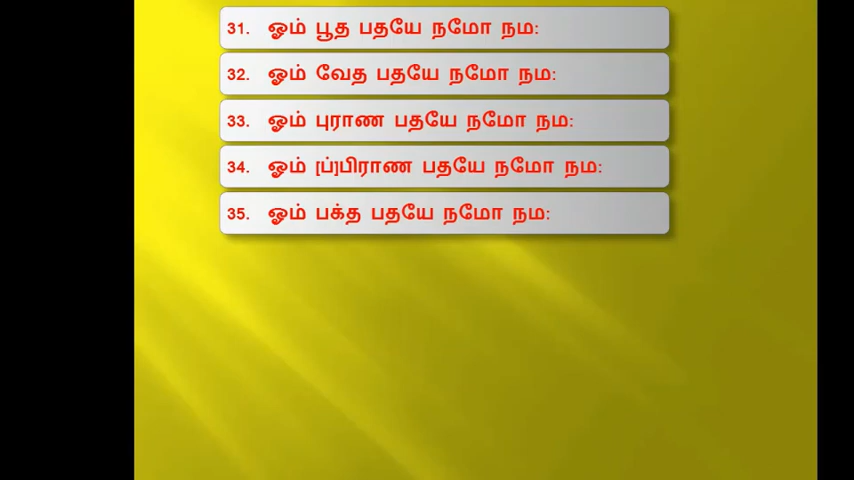 31. ஓம் பூத பதயே நமோ நம:
32. ஓம் வேத பதயே நமோ நம:
33. ஓம் புராண பதயே நமோ நம:
34. ஓம் [ப்]பிராண பதயே நமோ நம:
35. ஓம் பக்த பதயே நமோ நம: